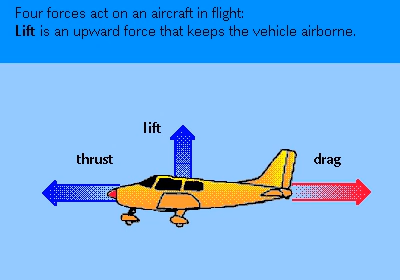 Four forces act on an aircraft in flight:
Lift is an upward force that keeps the vehicle airborne.
lift
thrust
drag